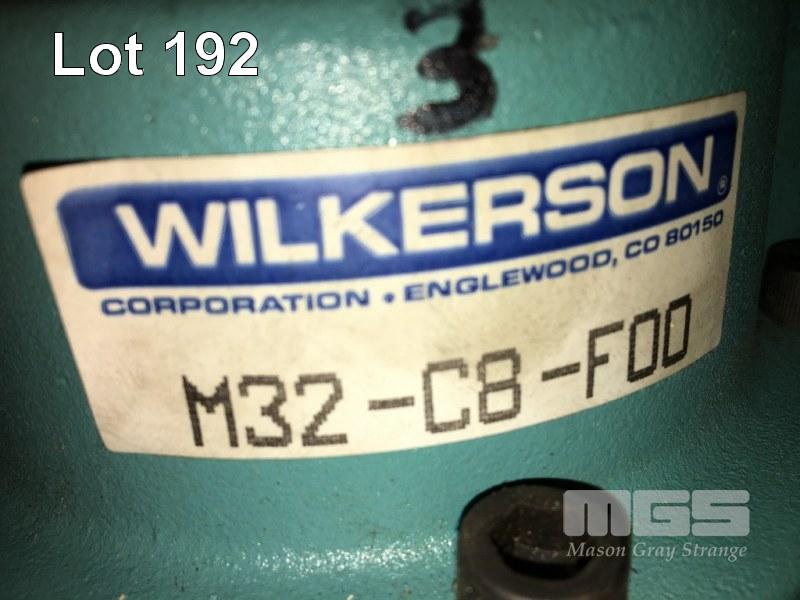 Lot 192
3
WILKERSON®
CORPORATION • ENGLEWOOD, CO 80150
M32-C8-F00
MGS
Mason Gray Strange